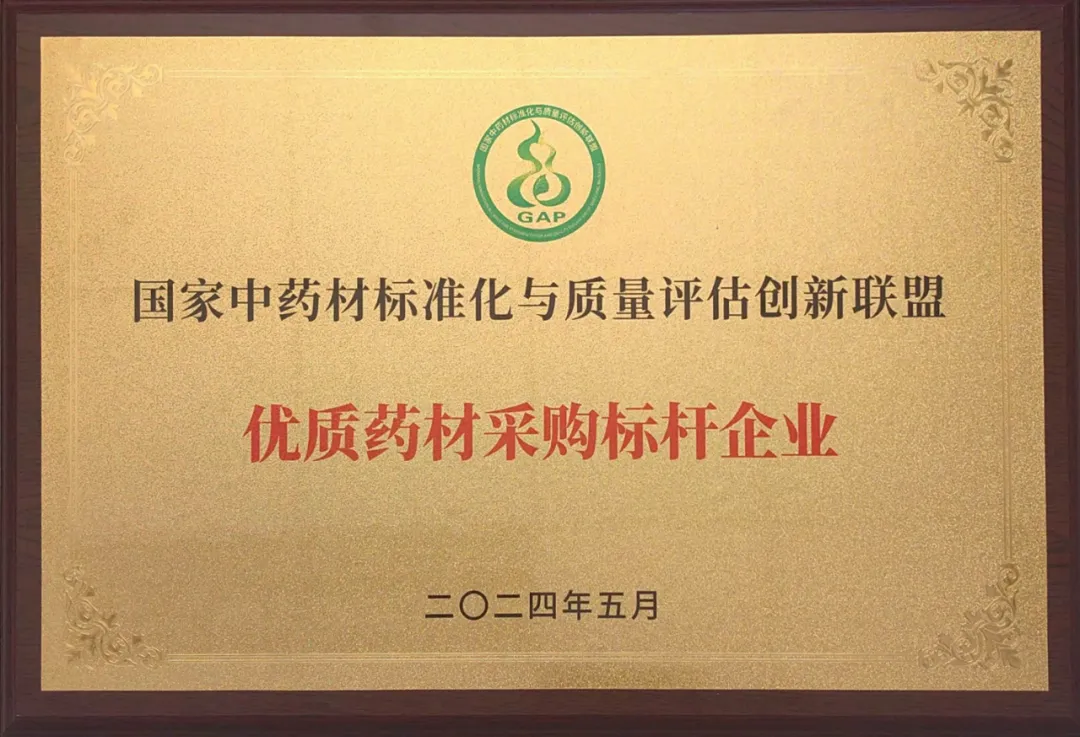 国家中药材标准化与质量评估创新联盟
GAP
国家中药材标准化与质量评估创新联盟
优质药材采购标杆企业
二〇二四年五月